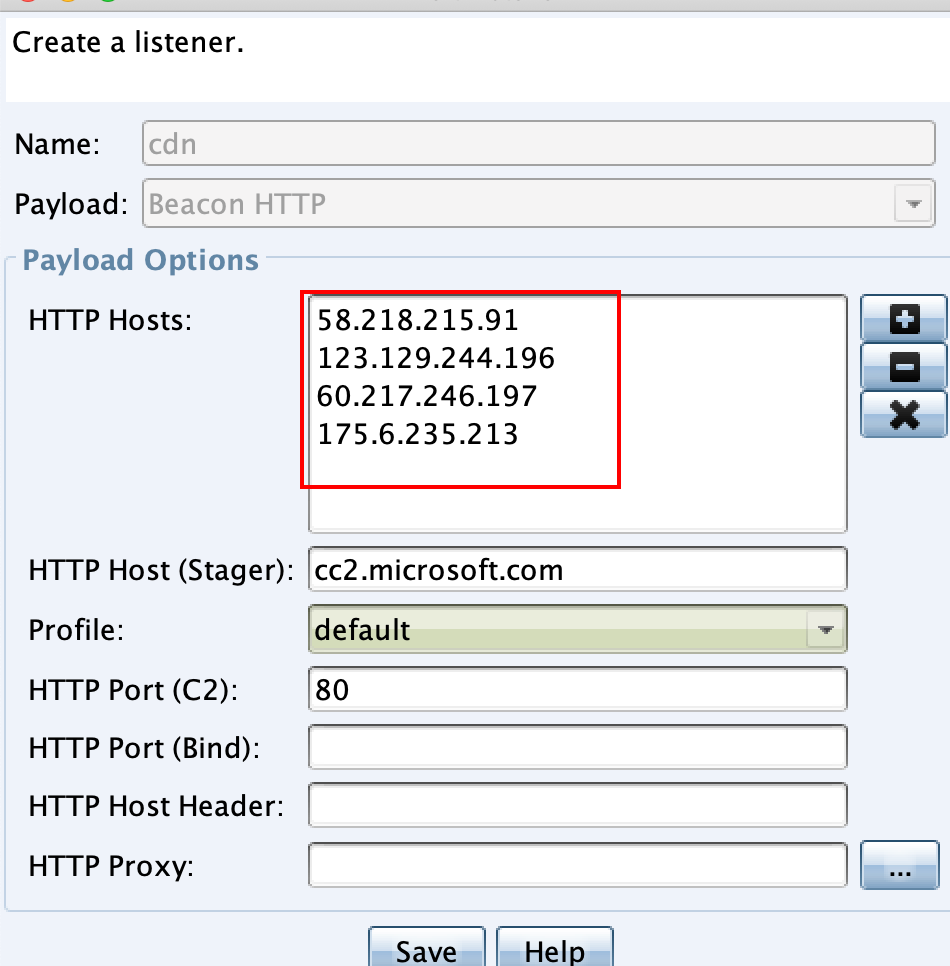 Create a listener.
Name: cdn
Payload: Beacon HTTP
Payload Options
HTTP Hosts: 58.218.215.91
123.129.244.196
60.217.246.197
175.6.235.213
HTTP Host (Stager): cc2.microsoft.com
Profile: default
HTTP Port (C2): 80
HTTP Port (Bind):
HTTP Host Header:
HTTP Proxy: ...
Save Help